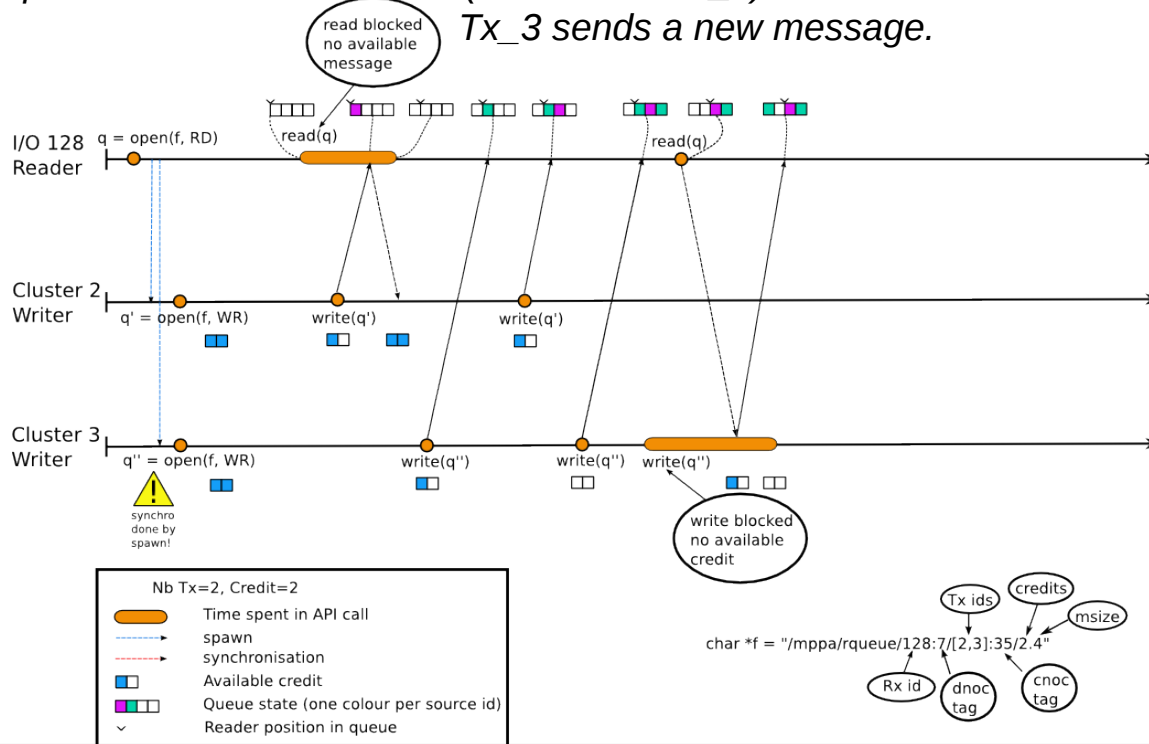 Tx_3 sends a new message.
read blocked
no available
message
q = open(f, RD)
I/O 128
Reader
read(q)
read(q)
Cluster 2
Writer
q' = open(f, WR)
write(q')
write(q')
Cluster 3
Writer
q'' = open(f, WR)
write(q'')
write(q'')
write(q'')
!
synchro
done by
spawn!
write blocked
no available
credit
Nb Tx=2, Credit=2
Time spent in API call
spawn
synchronisation
Available credit
Queue state (one colour per source id)
Reader position in queue
Tx ids
credits
msize
char *f = "/mppa/rqueue/128:7/[2,3]:35/2.4"
Rx id
dnoc
tag
cnoc
tag